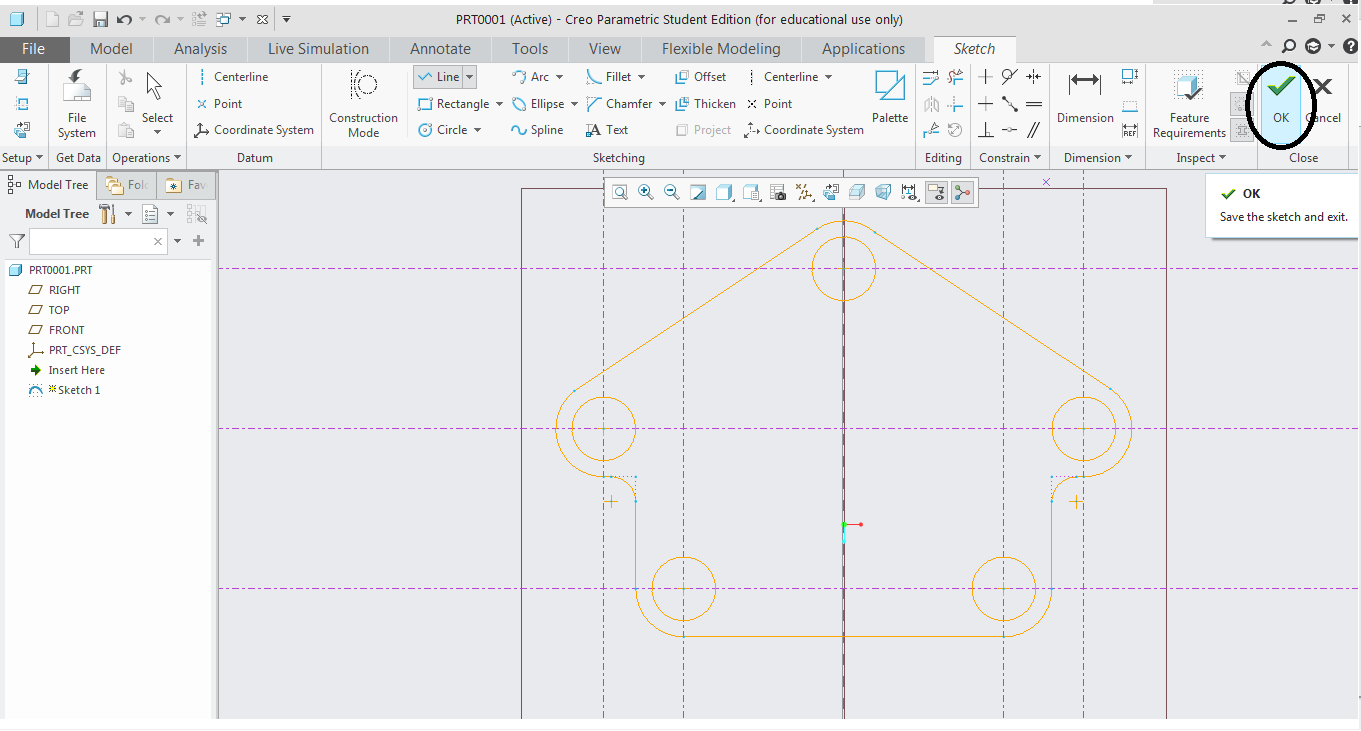 PRT0001 (Active) - Creo Parametric Student Edition (for educational use only)
File Model Analysis Live Simulation Annotate Tools View Flexible Modeling Applications Sketch
Centerline Line Arc Fillet Offset Centerline
Point Rectangle Ellipse Chamfer Thicken Point
Coordinate System Circle Spline Text Project Coordinate System
File System
Select
Construction Mode
Palette
Dimension
REF
Feature Requirements
OK
Cancel
Setup Get Data Operations Datum Sketching Editing Constrain Dimension Inspect Close
Model Tree Fav
Model Tree
PRT0001.PRT
RIGHT
TOP
FRONT
PRT_CSYS_DEF
Insert Here
Sketch 1
OK
Save the sketch and exit.